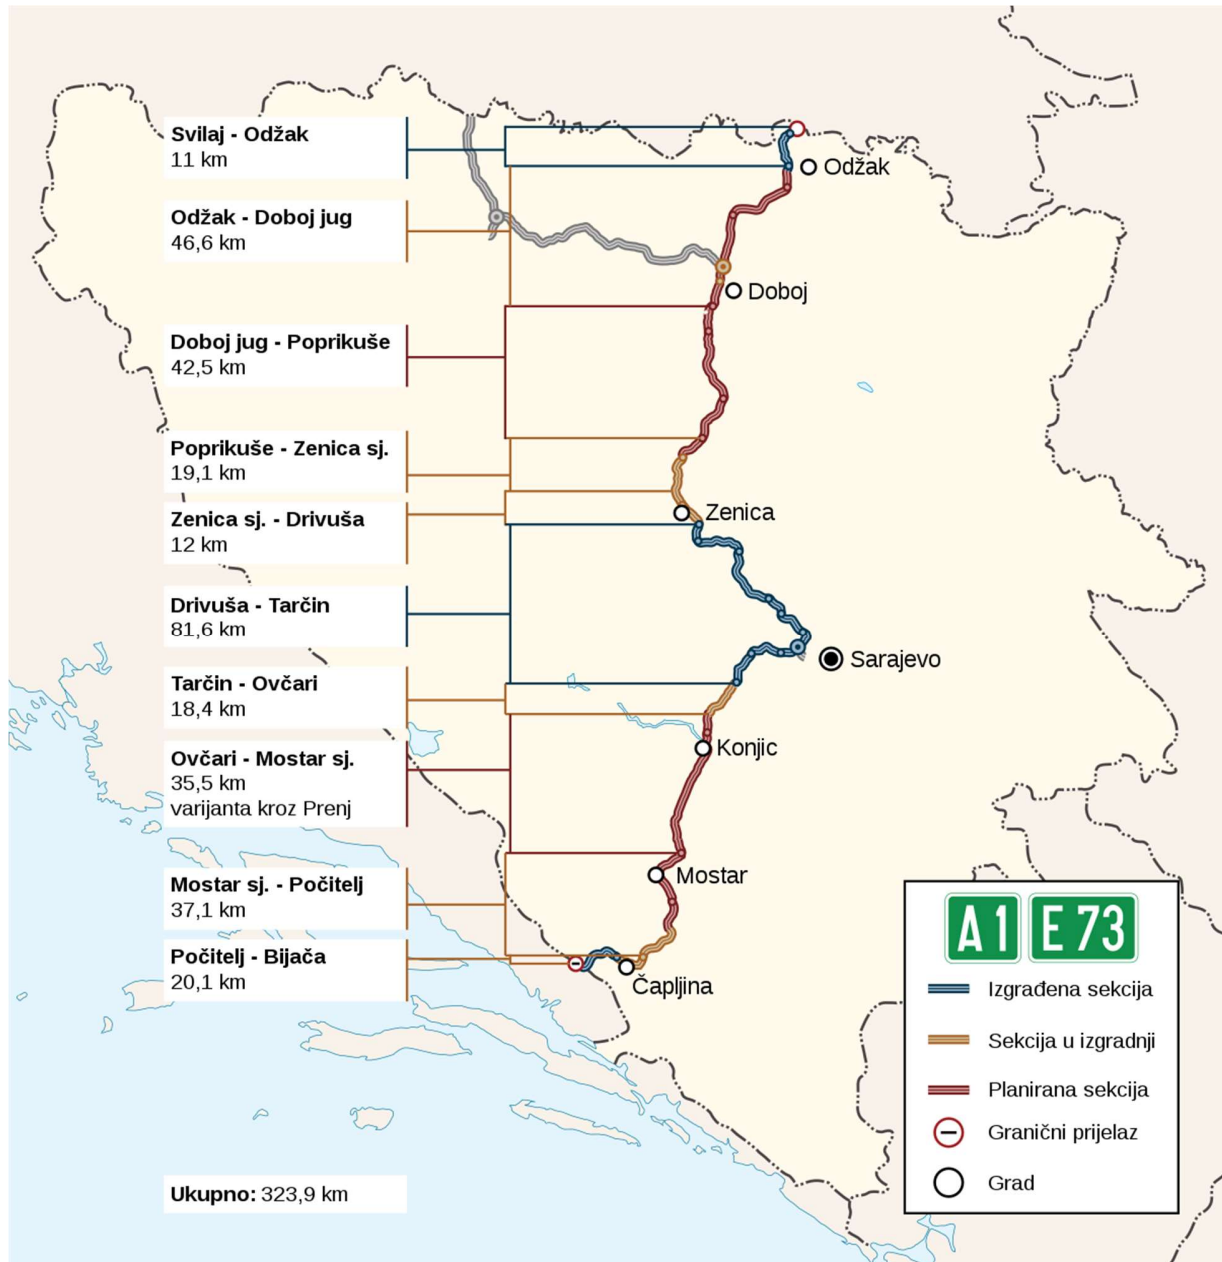 Svilaj - Odžak
11 km
Odžak - Doboj jug
46,6 km
Doboj jug - Poprikuše
42,5 km
Poprikuše - Zenica sj.
19,1 km
Zenica sj. - Drivuša
12 km
Drivuša - Tarčin
81,6 km
Tarčin - Ovčari
18,4 km
Ovčari - Mostar sj.
35,5 km
varijanta kroz Prenj
Mostar sj. - Počitelj
37,1 km
Počitelj - Bijača
20,1 km
Ukupno: 323,9 km
Odžak
Doboj
Zenica
Sarajevo
Konjic
Mostar
Čapljina
A1 E 73
Izgrađena sekcija
Sekcija u izgradnji
Planirana sekcija
Granični prijelaz
Grad